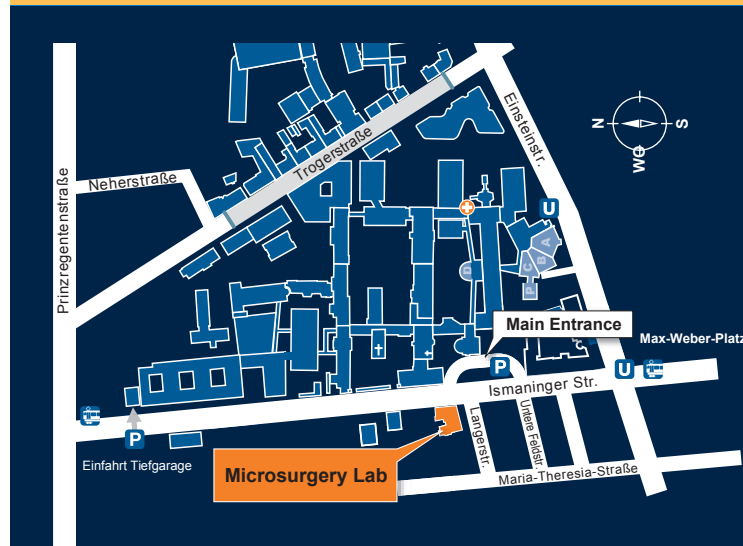 Prinzregentenstraße
Neherstraße
Trogerstraße
Einsteinstr.
N
S
W
O
U
A
B
C
D
P
Main Entrance
Max-Weber-Platz
P
U
Ismaninger Str.
P
Einfahrt Tiefgarage
Microsurgery Lab
Langerstr.
Untere Feldstr.
Maria-Theresia-Straße